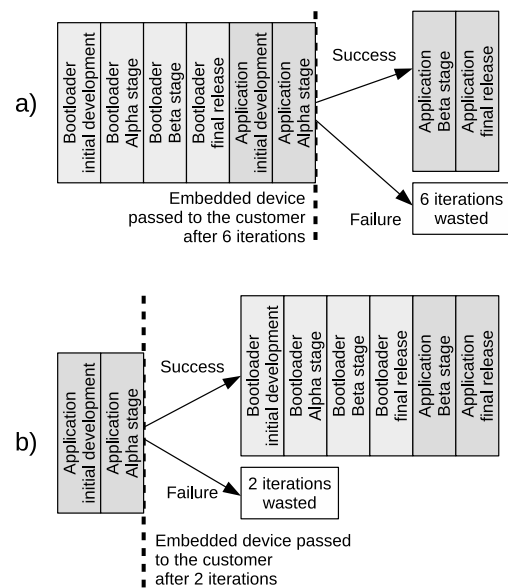 a)
Bootloader
initial development
Bootloader
Alpha stage
Bootloader
Beta stage
Bootloader
final release
Application
initial development
Application
Alpha stage
Success
Application
Beta stage
Application
final release
Embedded device
passed to the customer
after 6 iterations
Failure
6 iterations
wasted
b)
Application
initial development
Application
Alpha stage
Success
Bootloader
initial development
Bootloader
Alpha stage
Bootloader
Beta stage
Bootloader
final release
Application
Beta stage
Application
final release
Failure
2 iterations
wasted
Embedded device passed
to the customer
after 2 iterations